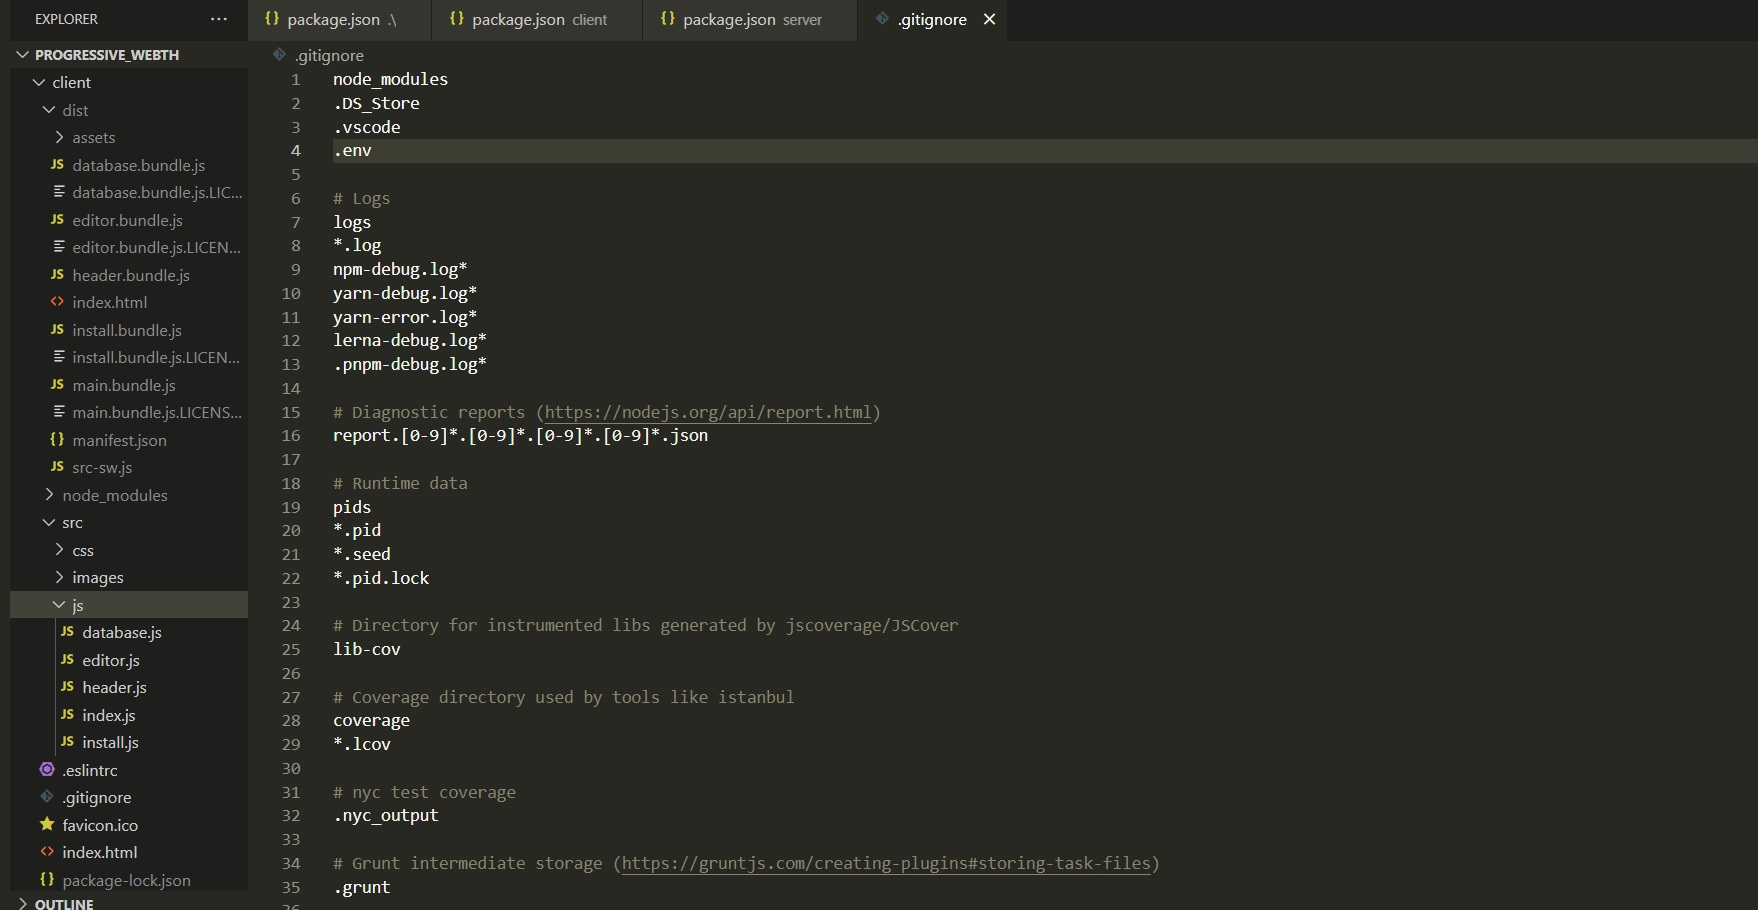 EXPLORER
PROGRESSIVE_WEBTH
client
dist
assets
JS database.bundle.js
database.bundle.js.LIC...
JS editor.bundle.js
editor.bundle.js.LICEN...
JS header.bundle.js
<> index.html
JS install.bundle.js
install.bundle.js.LICEN...
JS main.bundle.js
main.bundle.js.LICENS...
{} manifest.json
JS src-sw.js
node_modules
src
css
images
js
JS database.js
JS editor.js
JS header.js
JS index.js
JS install.js
.eslintrc
.gitignore
favicon.ico
<> index.html
{} package-lock.json
OUTLINE
{} package.json .\
{} package.json client
{} package.json server
.gitignore
.gitignore
1 node_modules
2 .DS_Store
3 .vscode
4 .env
5
6 # Logs
7 logs
8 *.log
9 npm-debug.log*
10 yarn-debug.log*
11 yarn-error.log*
12 lerna-debug.log*
13 .pnpm-debug.log*
14
15 # Diagnostic reports (https://nodejs.org/api/report.html)
16 report.[0-9]*.[0-9]*.[0-9]*.[0-9]*.json
17
18 # Runtime data
19 pids
20 *.pid
21 *.seed
22 *.pid.lock
23
24 # Directory for instrumented libs generated by jscoverage/JSCover
25 lib-cov
26
27 # Coverage directory used by tools like istanbul
28 coverage
29 *.lcov
30
31 # nyc test coverage
32 .nyc_output
33
34 # Grunt intermediate storage (https://gruntjs.com/creating-plugins#storing-task-files)
35 .grunt